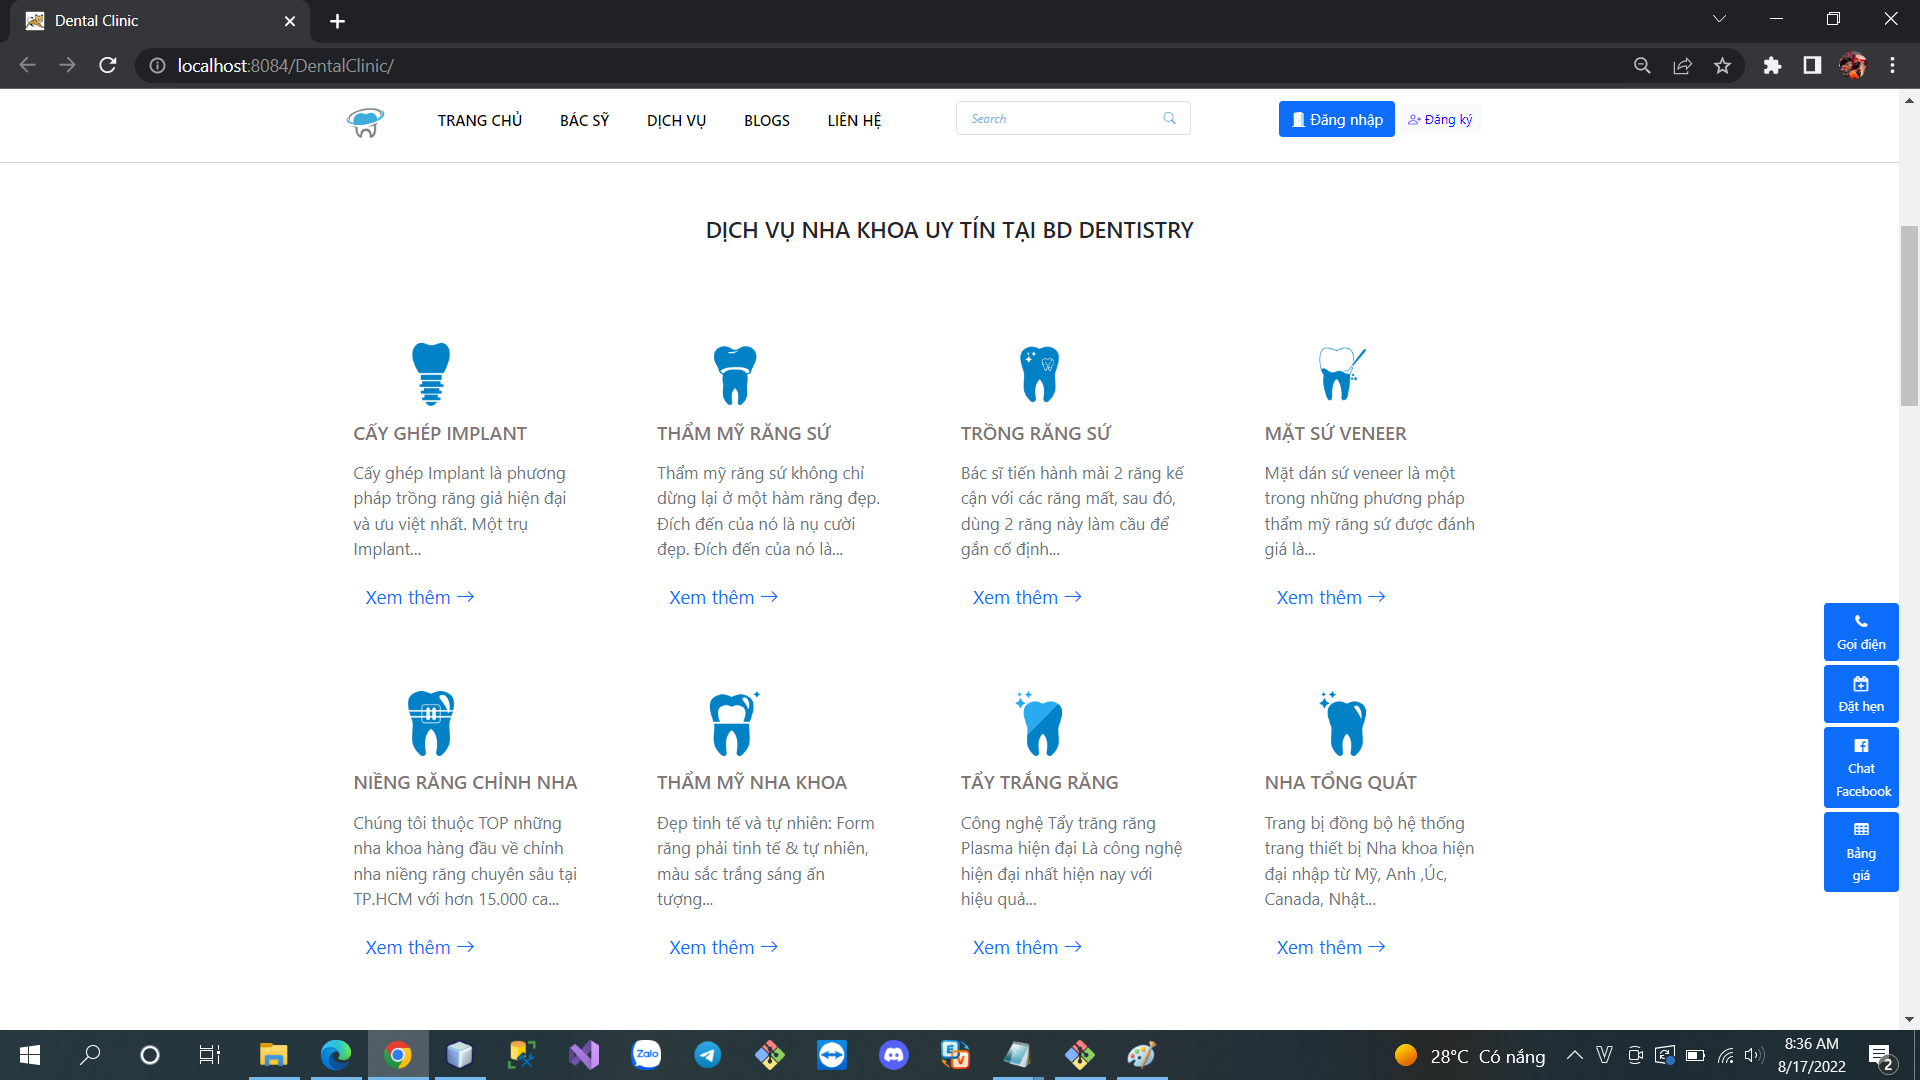 Dental Clinic
localhost:8084/DentalClinic/
TRANG CHỦ
BÁC SỸ
DỊCH VỤ
BLOGS
LIÊN HỆ
Search
Đăng nhập
Đăng ký
DỊCH VỤ NHA KHOA UY TÍN TẠI BD DENTISTRY
CẤY GHÉP IMPLANT
Cấy ghép Implant là phương
pháp trồng răng giả hiện đại
và ưu việt nhất. Một trụ
Implant...
Xem thêm →
THẨM MỸ RĂNG SỨ
Thẩm mỹ răng sứ không chỉ
dừng lại ở một hàm răng đẹp.
Đích đến của nó là nụ cười
đẹp. Đích đến của nó là...
Xem thêm →
TRỒNG RĂNG SỨ
Bác sĩ tiến hành mài 2 răng kế
cận với các răng mất, sau đó,
dùng 2 răng này làm cầu để
gắn cố định...
Xem thêm →
MẶT SỨ VENEER
Mặt dán sứ veneer là một
trong những phương pháp
thẩm mỹ răng sứ được đánh
giá là...
Xem thêm →
NIỀNG RĂNG CHỈNH NHA
Chúng tôi thuộc TOP những
nha khoa hàng đầu về chỉnh
nha niềng răng chuyên sâu tại
TP.HCM với hơn 15.000 ca...
Xem thêm →
THẨM MỸ NHA KHOA
Đẹp tinh tế và tự nhiên: Form
răng phải tinh tế & tự nhiên,
màu sắc trắng sáng ấn
tượng...
Xem thêm →
TẨY TRẮNG RĂNG
Công nghệ Tẩy trăng răng
Plasma hiện đại Là công nghệ
hiện đại nhất hiện nay với
hiệu quả...
Xem thêm →
NHA TỔNG QUÁT
Trang bị đồng bộ hệ thống
trang thiết bị Nha khoa hiện
đại nhập từ Mỹ, Anh ,Úc,
Canada, Nhật...
Xem thêm →
Gọi điện
Đặt hẹn
Chat
Facebook
Bảng
giá
Zalo
28°C Có nắng
8:36 AM
8/17/2022
2